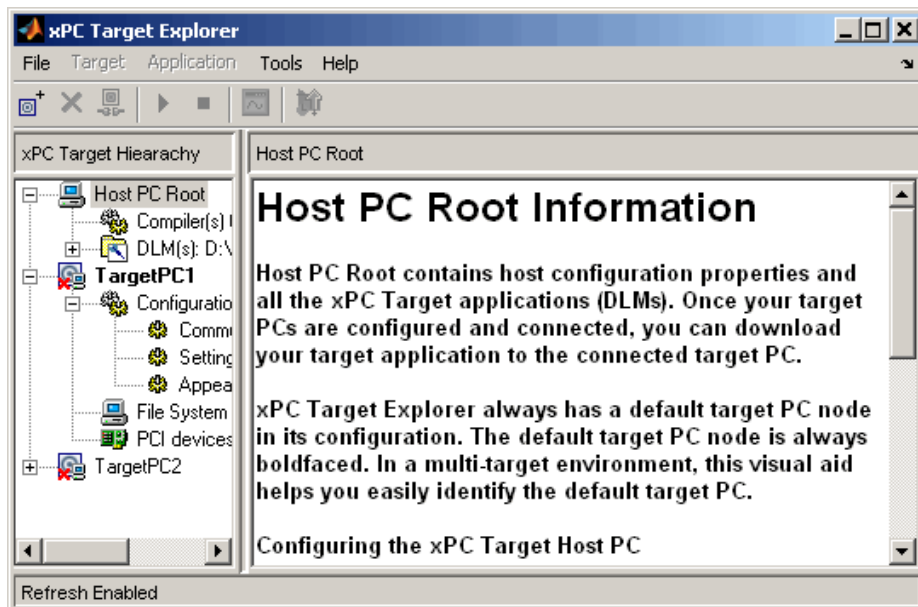 xPC Target Explorer
File Target Application Tools Help
xPC Target Hiearachy
Host PC Root
Host PC Root
Compiler(s)
DLM(s): D:\
TargetPC1
Configuratio
Commu
Setting
Appea
File System
PCI devices
TargetPC2
Host PC Root Information
Host PC Root contains host configuration properties and
all the xPC Target applications (DLMs). Once your target
PCs are configured and connected, you can download
your target application to the connected target PC.
xPC Target Explorer always has a default target PC node
in its configuration. The default target PC node is always
boldfaced. In a multi-target environment, this visual aid
helps you easily identify the default target PC.
Configuring the xPC Target Host PC
Refresh Enabled